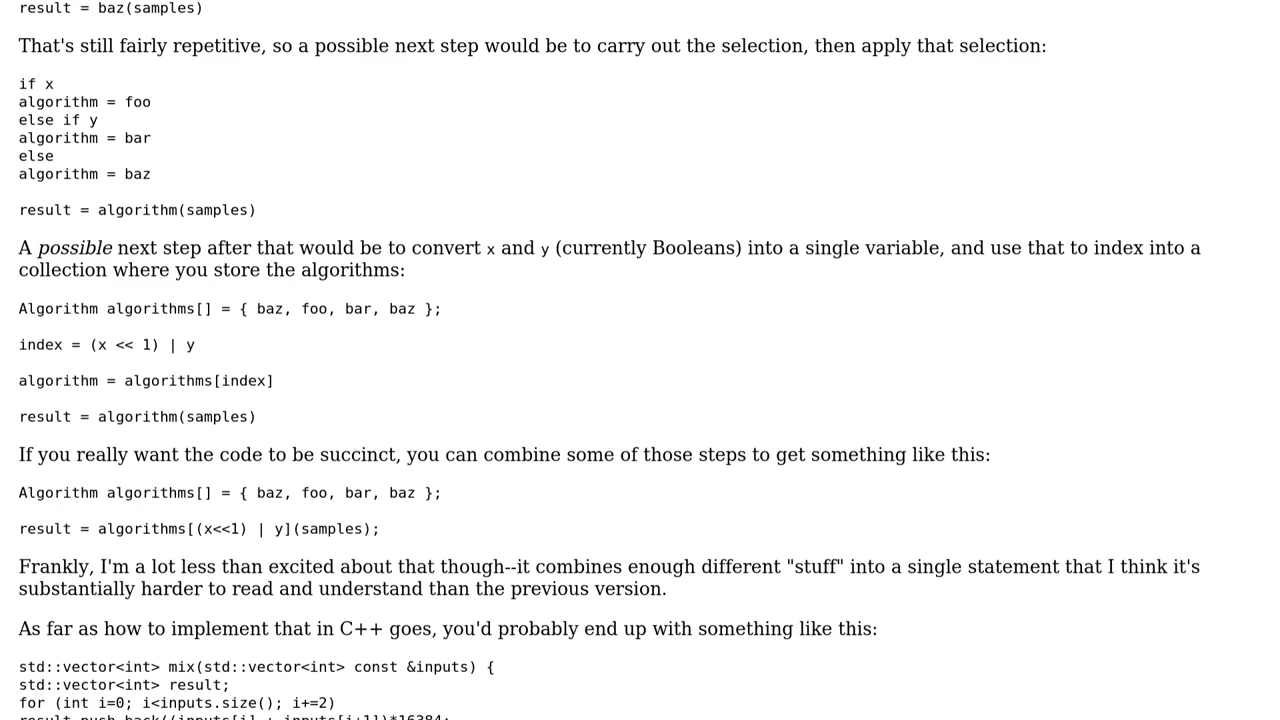 result = baz(samples)
That's still fairly repetitive, so a possible next step would be to carry out the selection, then apply that selection:
if x
algorithm = foo
else if y
algorithm = bar
else
algorithm = baz
result = algorithm(samples)
A possible next step after that would be to convert x and y (currently Booleans) into a single variable, and use that to index into a
collection where you store the algorithms:
Algorithm algorithms[] = { baz, foo, bar, baz };
index = (x << 1) | y
algorithm = algorithms[index]
result = algorithm(samples)
If you really want the code to be succinct, you can combine some of those steps to get something like this:
Algorithm algorithms[] = { baz, foo, bar, baz };
result = algorithms[(x<<1) | y](samples);
Frankly, I'm a lot less than excited about that though--it combines enough different "stuff" into a single statement that I think it's
substantially harder to read and understand than the previous version.
As far as how to implement that in C++ goes, you'd probably end up with something like this:
std::vector<int> mix(std::vector<int> const &inputs) {
std::vector<int> result;
for (int i=0; i<inputs.size(); i+=2)
result.push_back((inputs[i] + inputs[i+1])*16384;